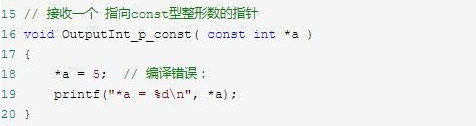 15 // 接收一个 指向const型整形数的指针
16 void OutputInt_p_const( const int *a )
17 {
18     *a = 5;  // 编译错误：
19     printf("*a = %d\n", *a);
20 }